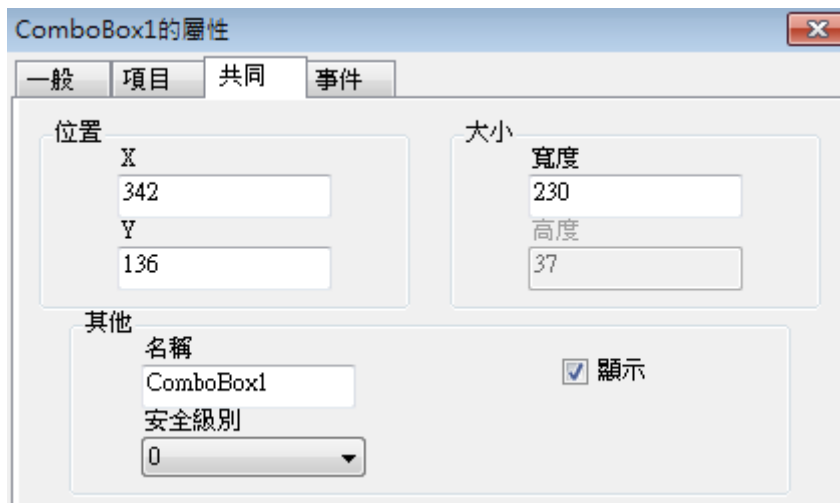 ComboBox1的屬性
一般 項目 共同 事件
位置
X
342
Y
136
大小
寬度
230
高度
37
其他
名稱
ComboBox1
安全級別
0
顯示